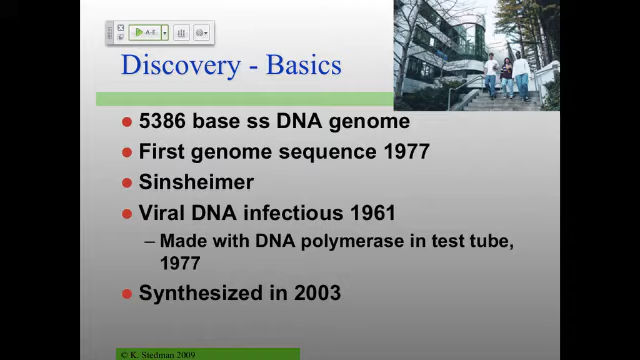 A-E
Discovery - Basics
5386 base ss DNA genome
First genome sequence 1977
Sinsheimer
Viral DNA infectious 1961
– Made with DNA polymerase in test tube,
1977
Synthesized in 2003
© K. Stedman 2009